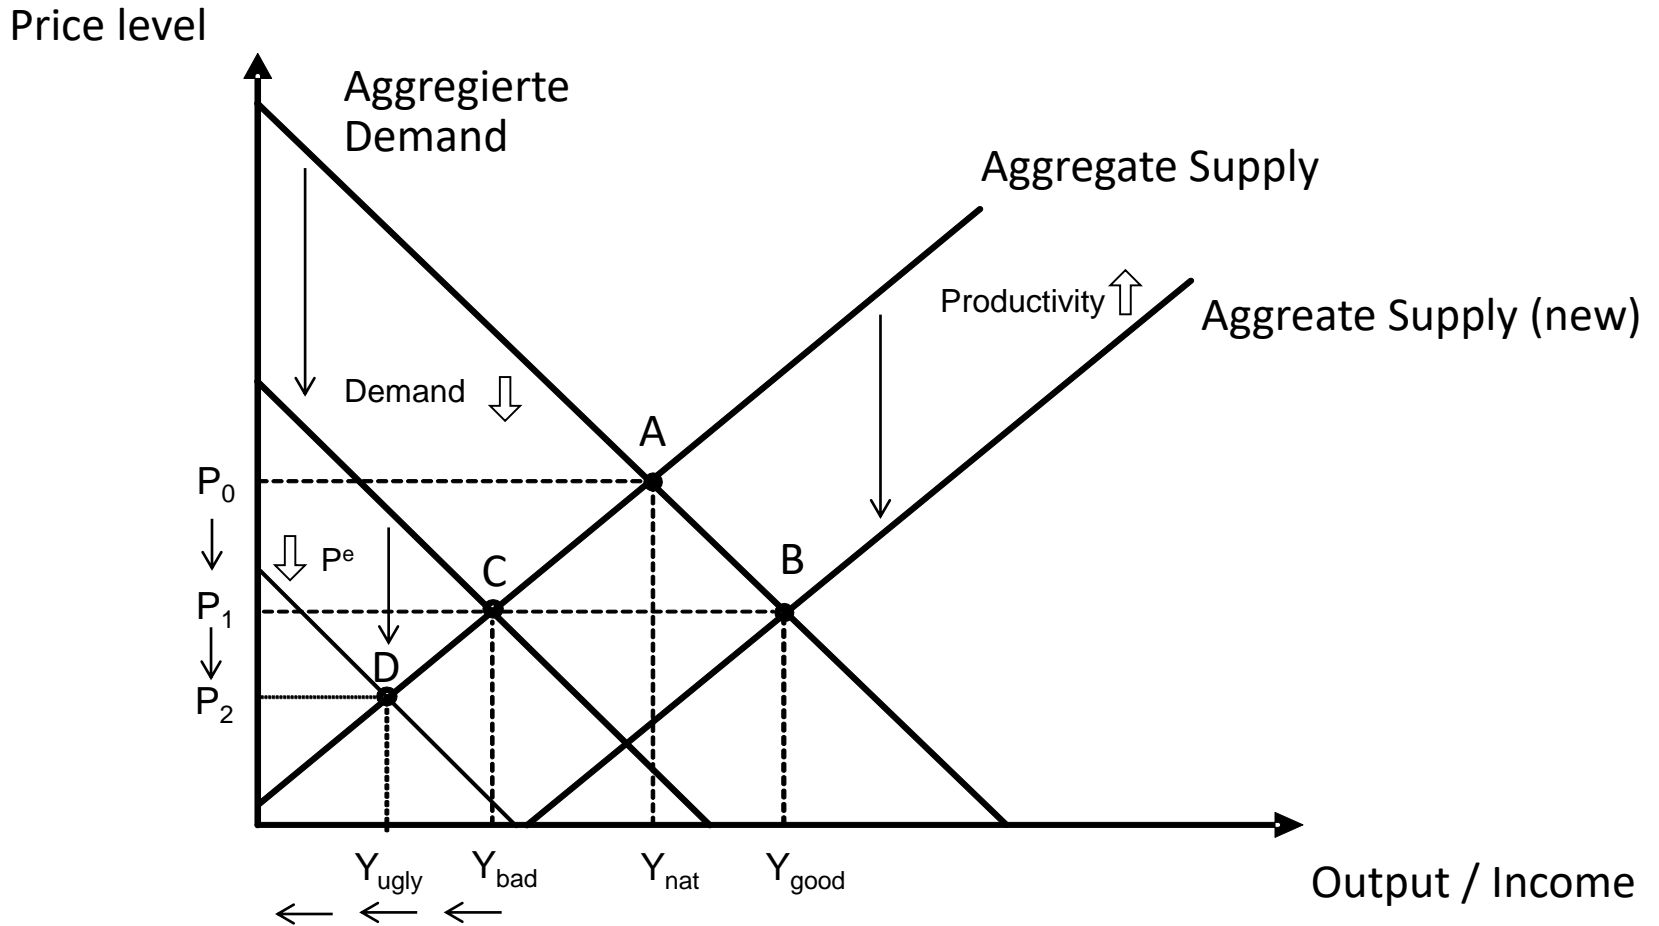 Price level
Aggregierte
Demand
Aggregate Supply
Productivity
Aggreate Supply (new)
Demand
A
P0
Pe
C
B
P1
D
P2
Yugly
Ybad
Ynat
Ygood
Output / Income